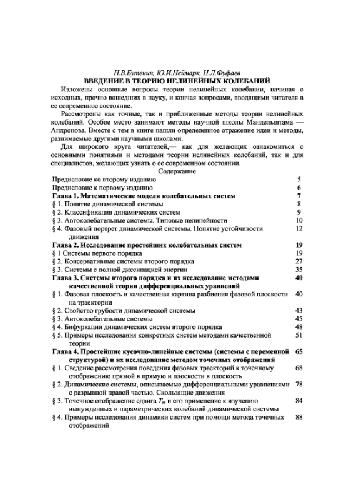 Н.В.Бутенин, Ю.И.Неймарк, Н.Л.Фуфаев
ВВЕДЕНИЕ В ТЕОРИЮ НЕЛИНЕЙНЫХ КОЛЕБАНИЙ
Изложены основные вопросы теории нелинейных колебаний, начиная с
исходных, прочно вошедших в науку, и кончая вопросами, вводящими читателя в
ее современное состояние.
Рассмотрены как точные, так и приближенные методы теории нелинейных
колебаний. Особое место занимают методы научной школы Мандельштама —
Андронова. Вместе с тем в книге нашли определенное отражение идеи и методы,
развиваемые другими научными школами.
Для широкого круга читателей,— как для желающих ознакомиться с
основными понятиями и методами теории нелинейных колебаний, так и для
специалистов, желающих узнать о ее современном состоянии.
Содержание
Предисловие ко второму изданию 5
Предисловие к первому изданию 6
Глава 1. Математические модели колебательных систем 7
§ 1. Понятие динамической системы 8
§ 2. Классификация динамических систем 9
§ 3. Автоколебательные системы. Типовые нелинейности 10
§ 4. Фазовый портрет динамической системы. Понятие устойчивости 12
движения
Глава 2. Исследование простейших колебательных систем 19
§ 1 Системы первого порядка 19
§ 2. Консервативные системы второго порядка 27
§ 3. Системы с полной диссипацией энергии 35
Глава 3. Системы второго порядка и их исследование методами 40
качественной теории дифференциальных уравнений
§ 1. Фазовая плоскость и качественная картина разбиения фазовой плоскости 40
на траектории
§ 2. Свойство грубости динамической системы 43
§ 3. Автоколебательные системы 45
§ 4. Бифуркации динамических систем второго порядка 48
§ 5. Примеры исследования конкретных систем методами качественной 51
теории
Глава 4. Простейшие кусочно-линейные системы (системы с переменной 65
структурой) и их исследование методом точечных отображений
§ 1. Сведение рассмотрения поведения фазовых траекторий к точечному 68
отображению прямой в прямую и плоскости в плоскость
§ 2. Динамические системы, описываемые дифференциальными уравнениями 78
с разрывной правой частью. Скользящие движения
§ 3. Точечное отображение сдвига и его применение к изучению 84
вынужденных и параметрических колебаний динамической системы
§ 4. Примеры исследования динамики систем при помощи метода точечных 88
отображений